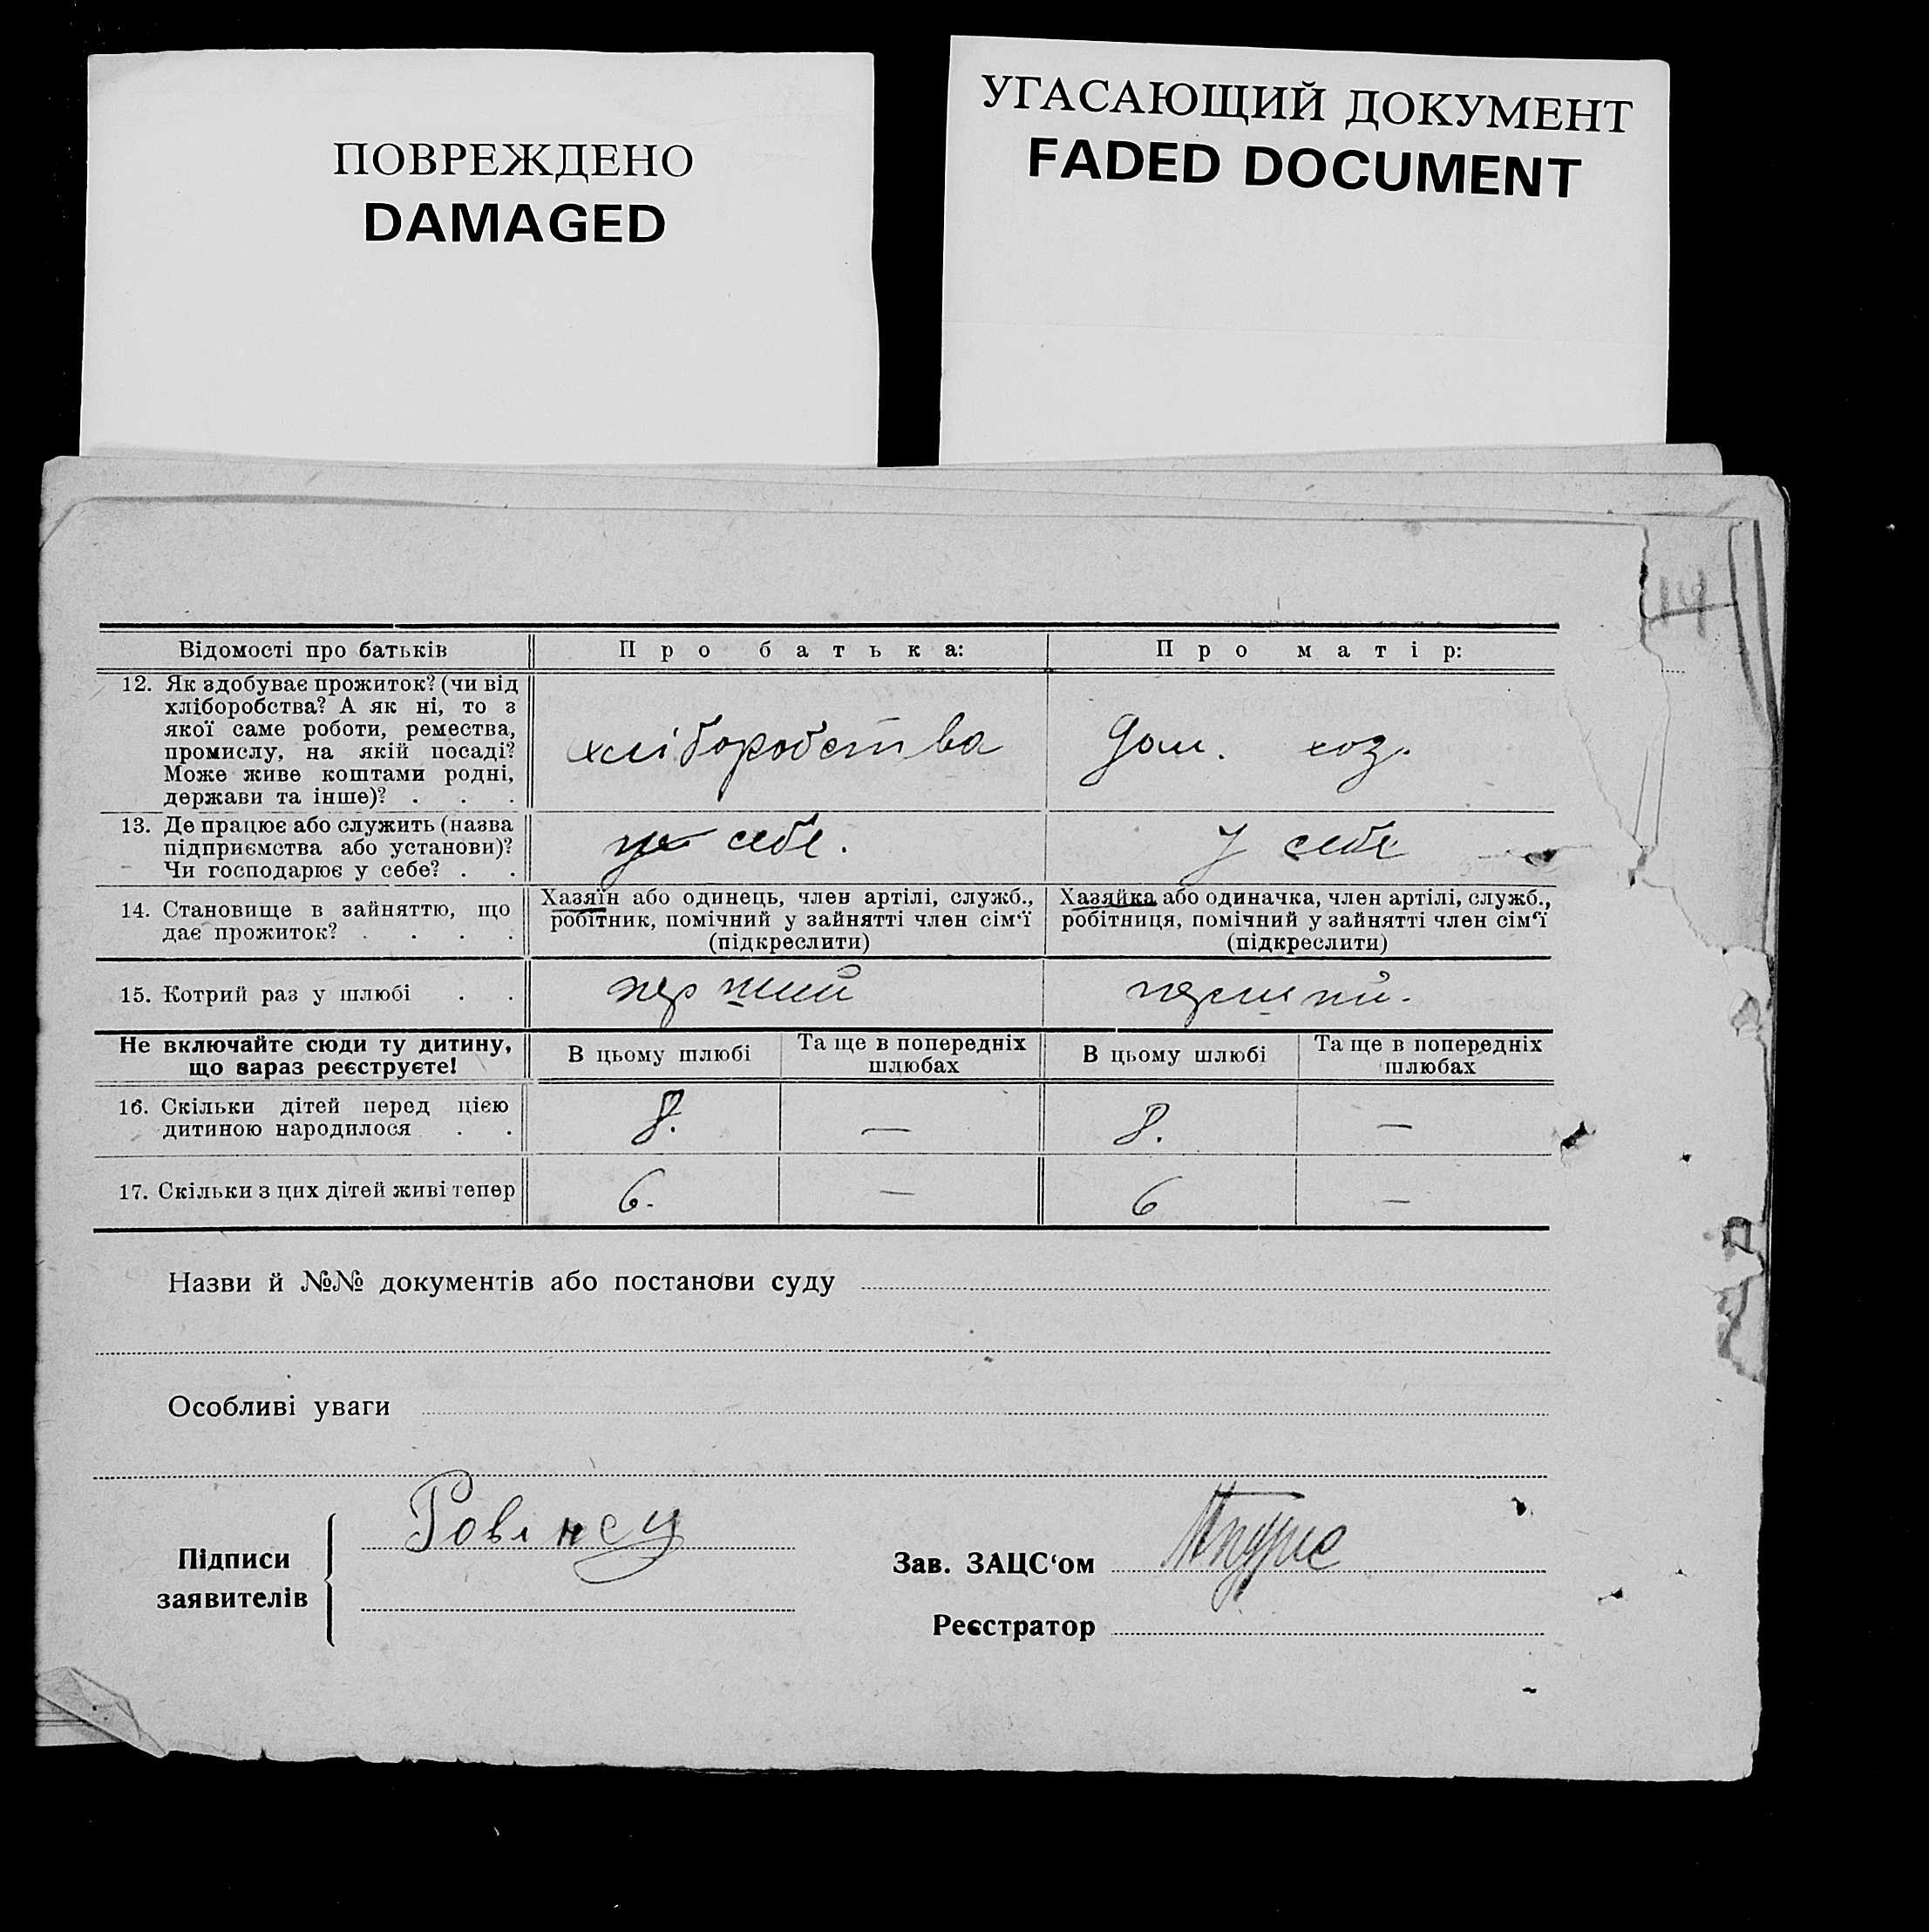 ПОВРЕЖДЕНО
DAMAGED
УГАСАЮЩИЙ ДОКУМЕНТ
FADED DOCUMENT
14
Відомості про батьків
Про батька:
Про матір:
12. Як здобуває прожиток? (чи від
хліборобства? А як ні, то з
якої саме роботи, ремества,
промислу, на якій посаді?
Може живе коштами родні,
держави та інше)? . . .
хліборобства
Дом. хоз.
13. Де працює або служить (назва
підприємства або установи)?
Чи господарює у себе? . .
себе.
У себе
14. Становище в зайняттю, що
дає прожиток? . . . .
Хазяїн або одинець, член артілі, служб.,
робітник, помічний у зайнятті член сім‘ї
(підкреслити)
Хазяйка або одиначка, член артілі, служб.,
робітниця, помічний у зайнятті член сім‘ї
(підкреслити)
15. Котрий раз у шлюбі . .
перший
Не включайте сюди ту дитину,
що зараз реєструєте!
В цьому шлюбі
Та ще в попередніх
шлюбах
В цьому шлюбі
Та ще в попередніх
шлюбах
16. Скільки дітей перед цією
дитиною народилося . .
8.
—
8.
—
17. Скільки з цих дітей живі тепер
6.
—
6
—
Назви й №№ документів або постанови суду
Особливі уваги
Підписи
заявителів
Зав. ЗАЦС‘ом
Реєстратор